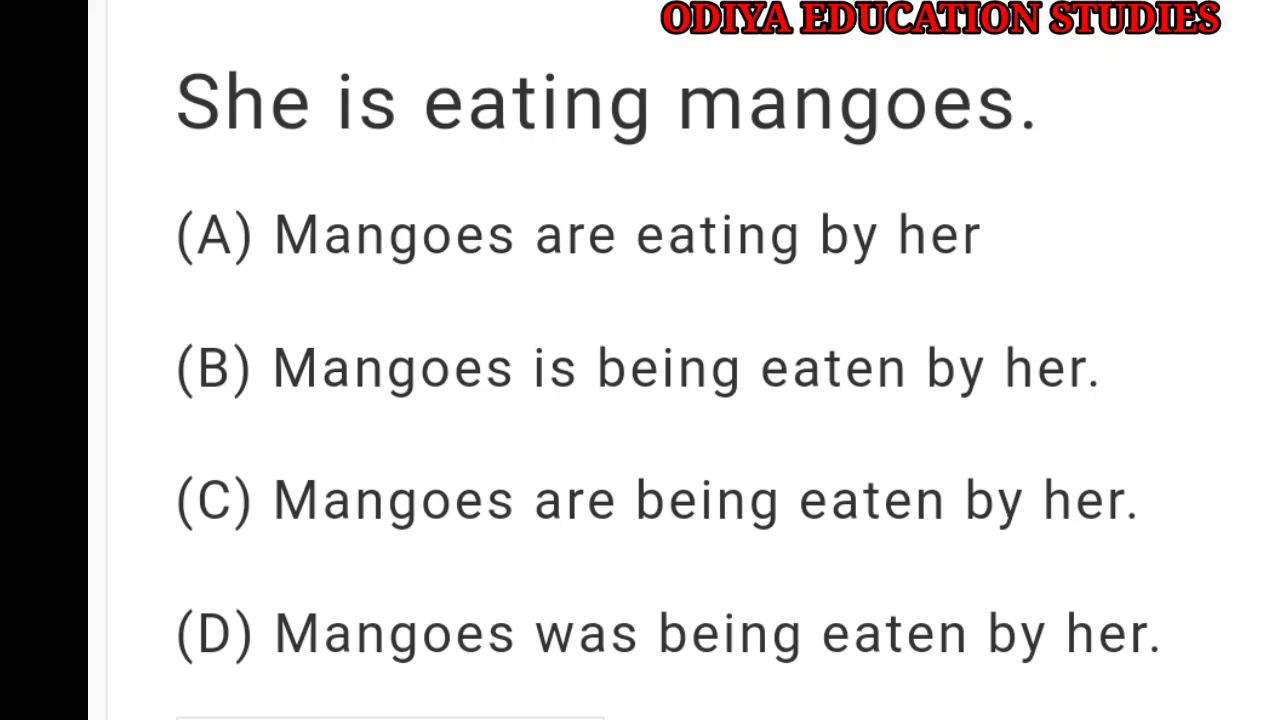 ODIYA EDUCATION STUDIES
She is eating mangoes.
(A) Mangoes are eating by her
(B) Mangoes is being eaten by her.
(C) Mangoes are being eaten by her.
(D) Mangoes was being eaten by her.